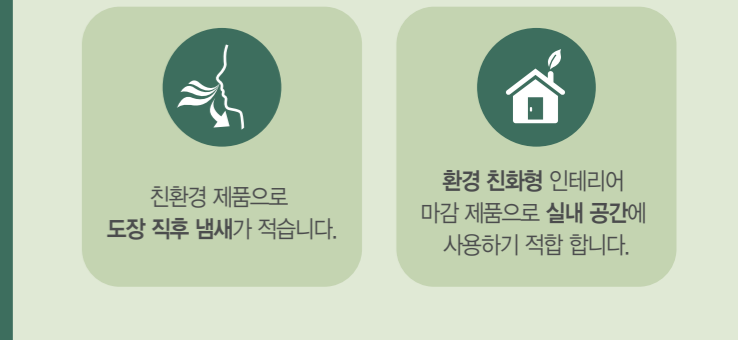 친환경 제품으로
도장 직후 냄새가 적습니다.
환경 친화형 인테리어
마감 제품으로 실내 공간에
사용하기 적합 합니다.